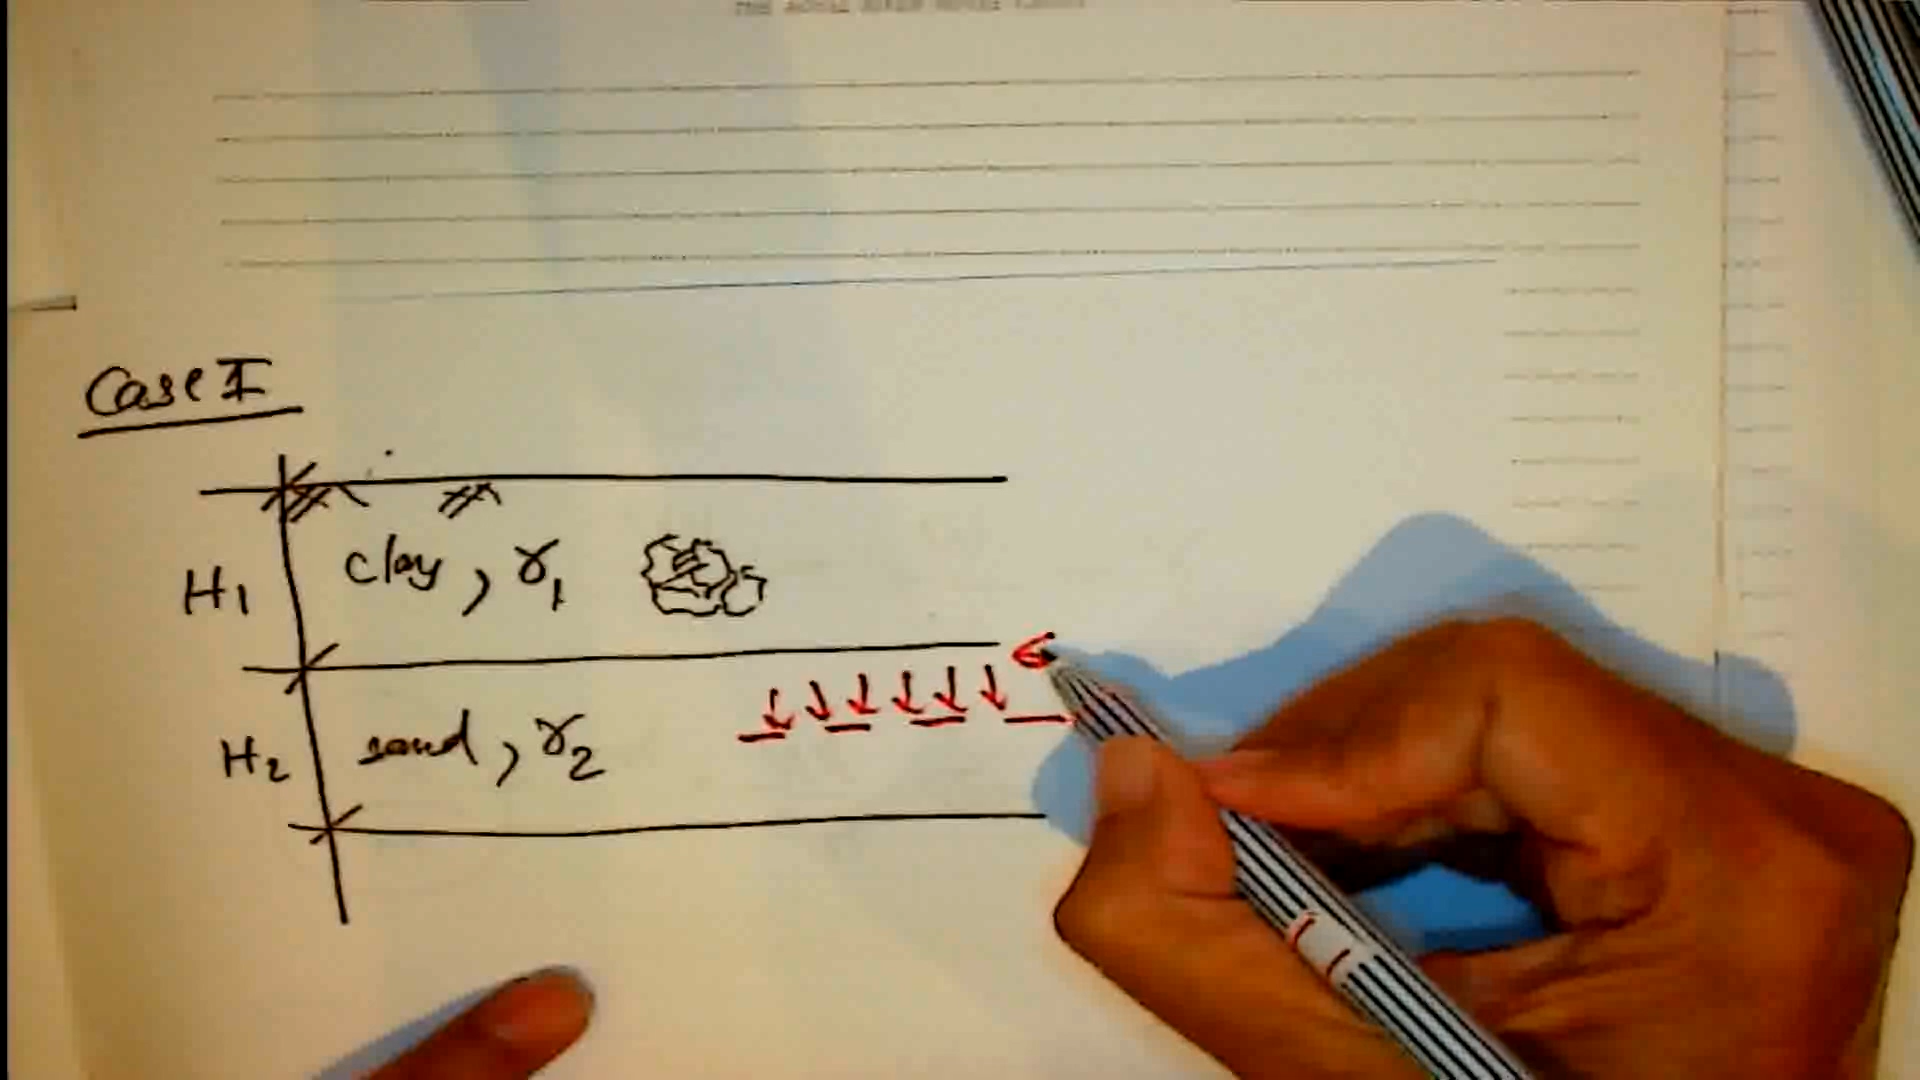 Case I
H1
clay, γ1
H2
sand, γ2